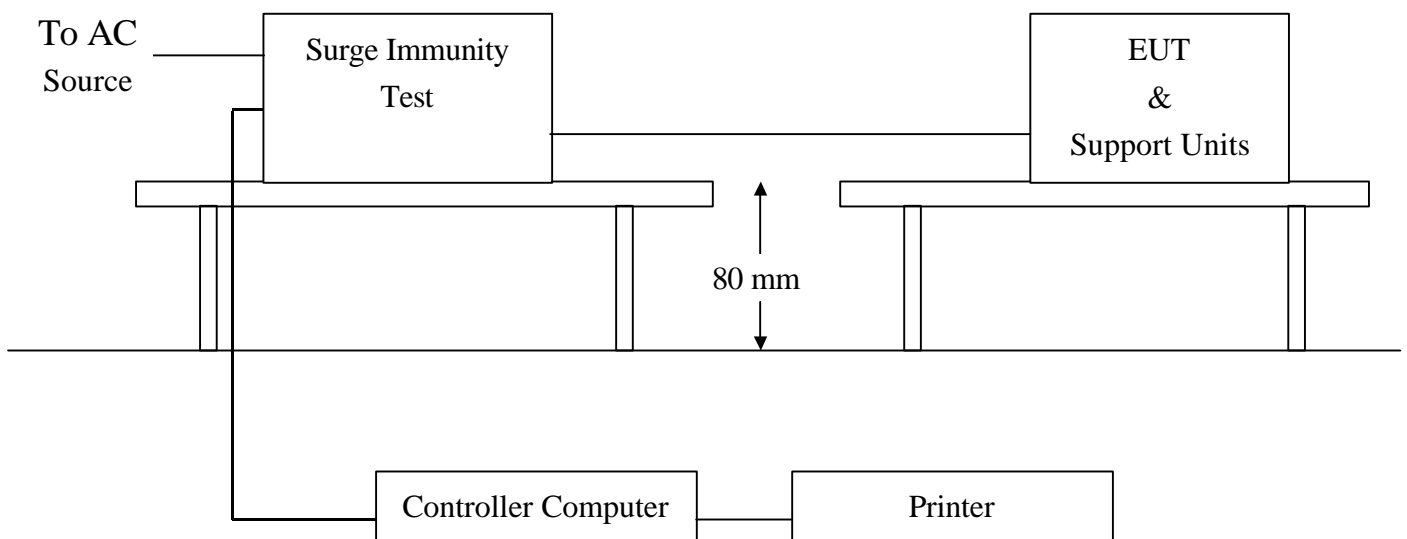 To AC
Source
Surge Immunity
Test
EUT
&
Support Units
80 mm
Controller Computer
Printer